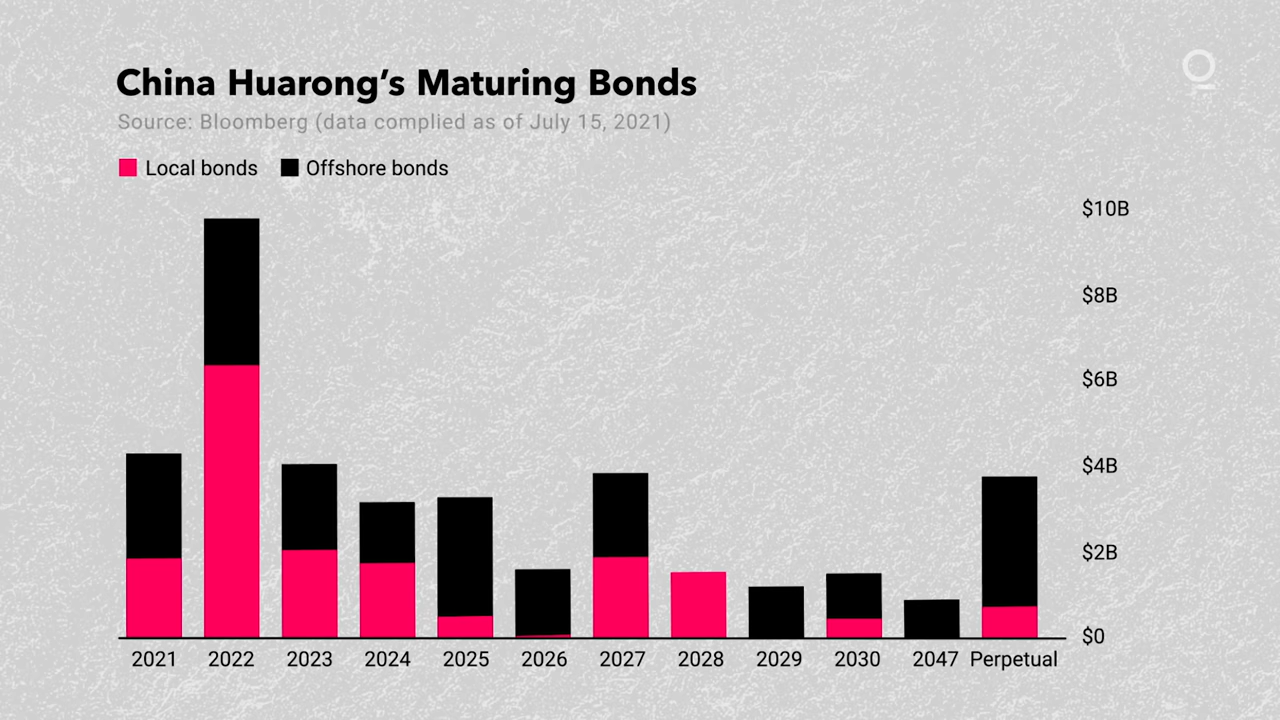 China Huarong's Maturing Bonds
Source: Bloomberg (data complied as of July 15, 2021)
Local bonds Offshore bonds
$10B
$8B
$6B
$4B
$2B
$0
2021 2022 2023 2024 2025 2026 2027 2028 2029 2030 2047 Perpetual